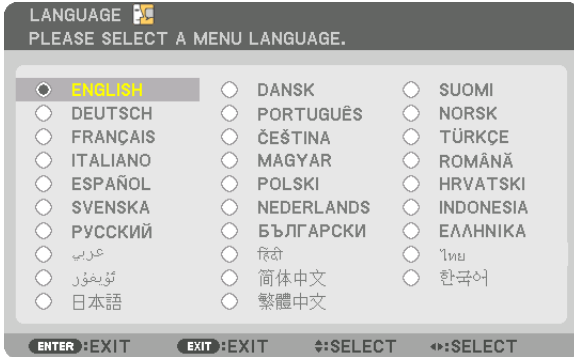 LANGUAGE
PLEASE SELECT A MENU LANGUAGE.
ENGLISH DANSK SUOMI
DEUTSCH PORTUGUÊS NORSK
FRANÇAIS ČEŠTINA TÜRKÇE
ITALIANO MAGYAR ROMÂNĂ
ESPAÑOL POLSKI HRVATSKI
SVENSKA NEDERLANDS INDONESIA
РУССКИЙ БЪЛГАРСКИ ΕΛΛΗΝΙΚΑ
عربي हिंदी ไทย
ئۇيغۇر 简体中文 한국어
日本語 繁體中文
ENTER :EXIT EXIT :EXIT :SELECT :SELECT